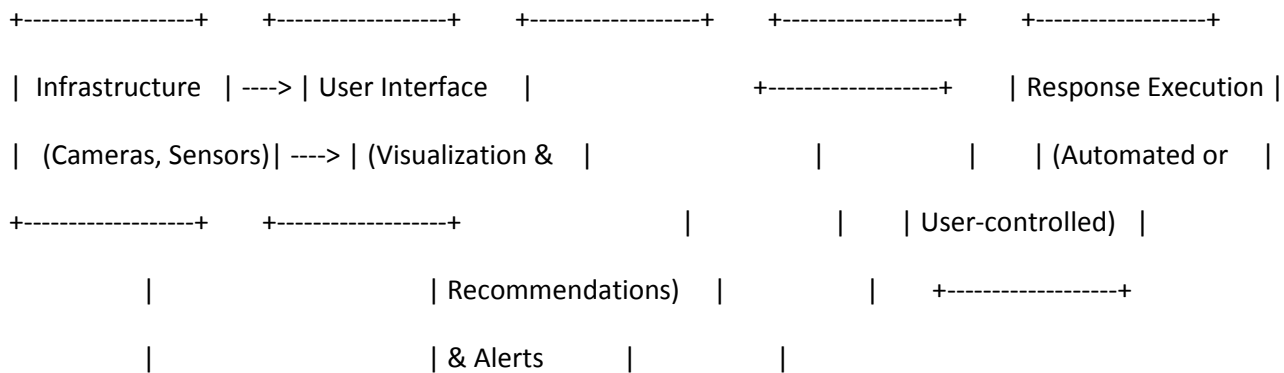 +-------------------+ +-------------------+ +-------------------+ +-------------------+ +-------------------+
| Infrastructure | ----> | User Interface | +-------------------+ | Response Execution |
| (Cameras, Sensors)| ----> | (Visualization & | | | | (Automated or |
+-------------------+ +-------------------+ | | | User-controlled) |
| | Recommendations) | | +-------------------+
| | & Alerts | |